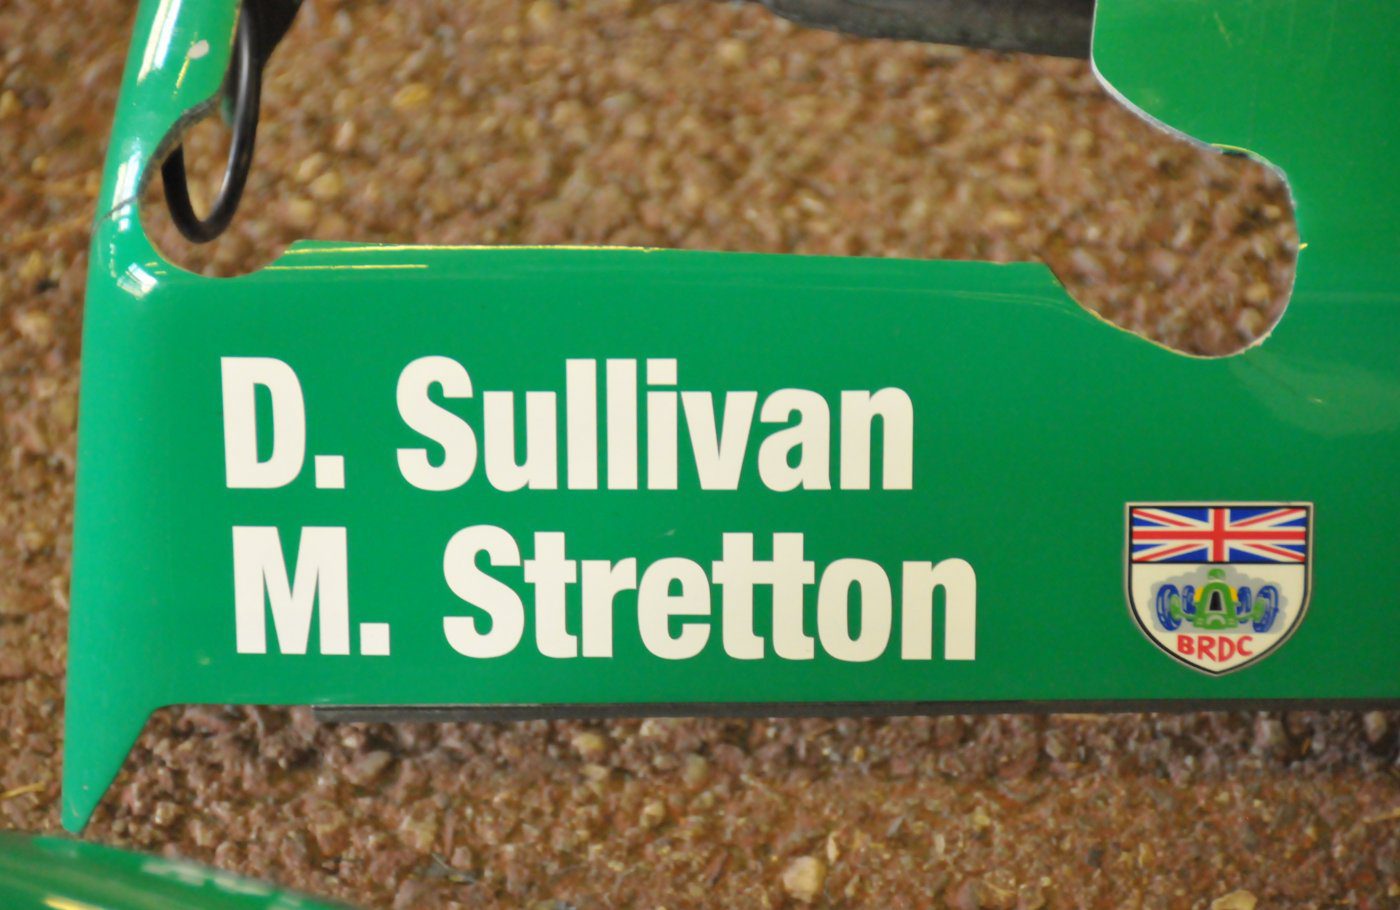 D. Sullivan
M. Stretton
BRDC